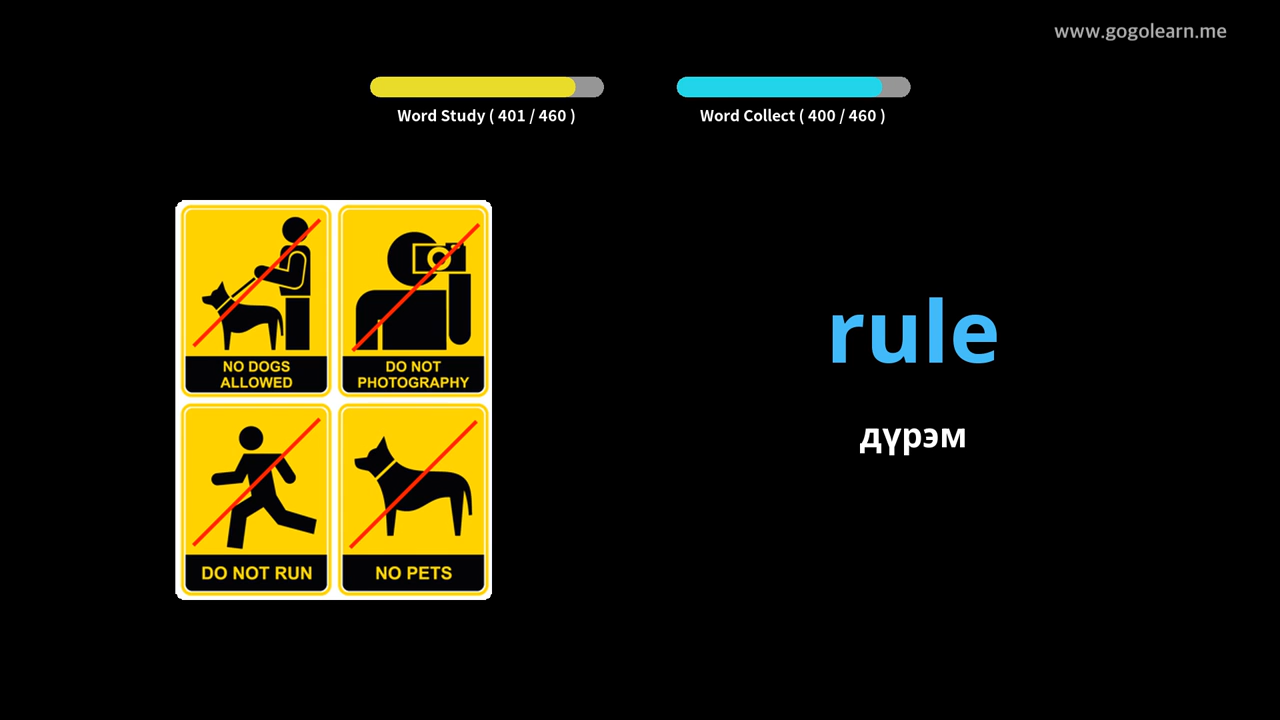 www.gogolearn.me
Word Study ( 401 / 460 )
Word Collect ( 400 / 460 )
NO DOGS
ALLOWED
DO NOT
PHOTOGRAPHY
DO NOT RUN
NO PETS
rule
дүрэм